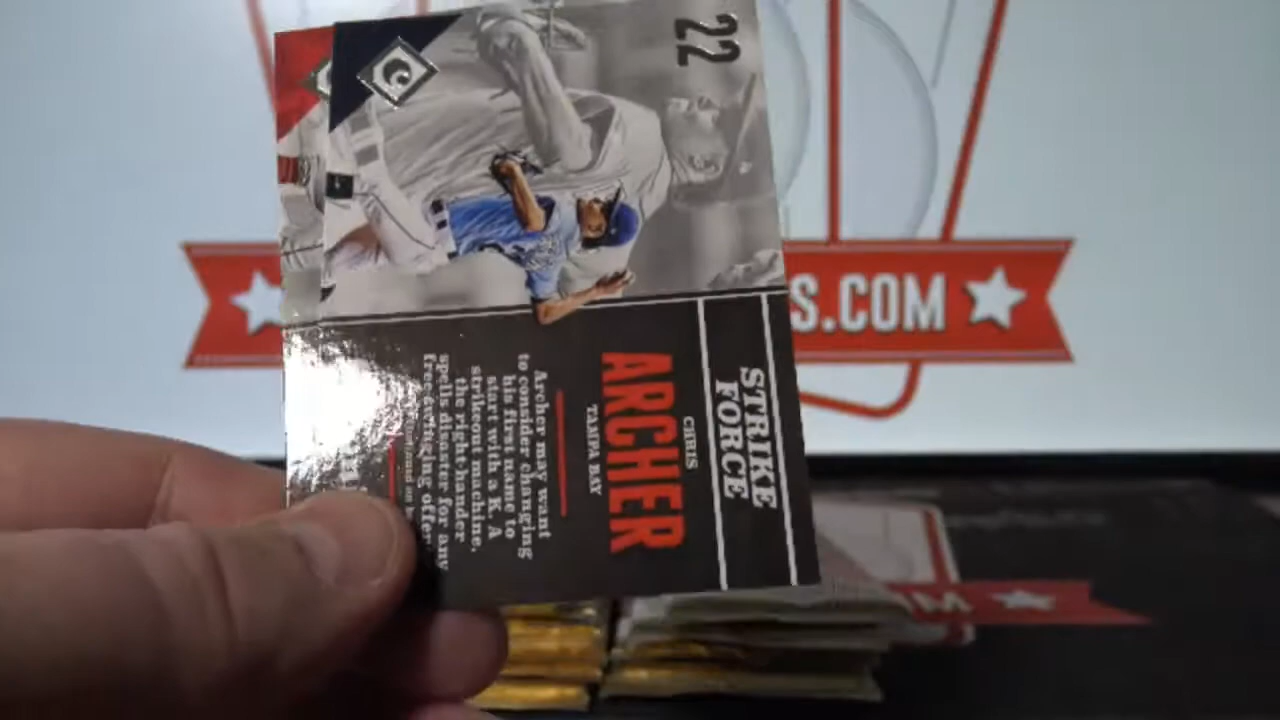 22
STRIKE
FORCE
CHRIS
ARCHER
TAMPA BAY
Archer may want
to consider changing
his first name to
start with a K. A
strikeout machine,
the right-hander
spells disaster for any
free-swinging
S.COM